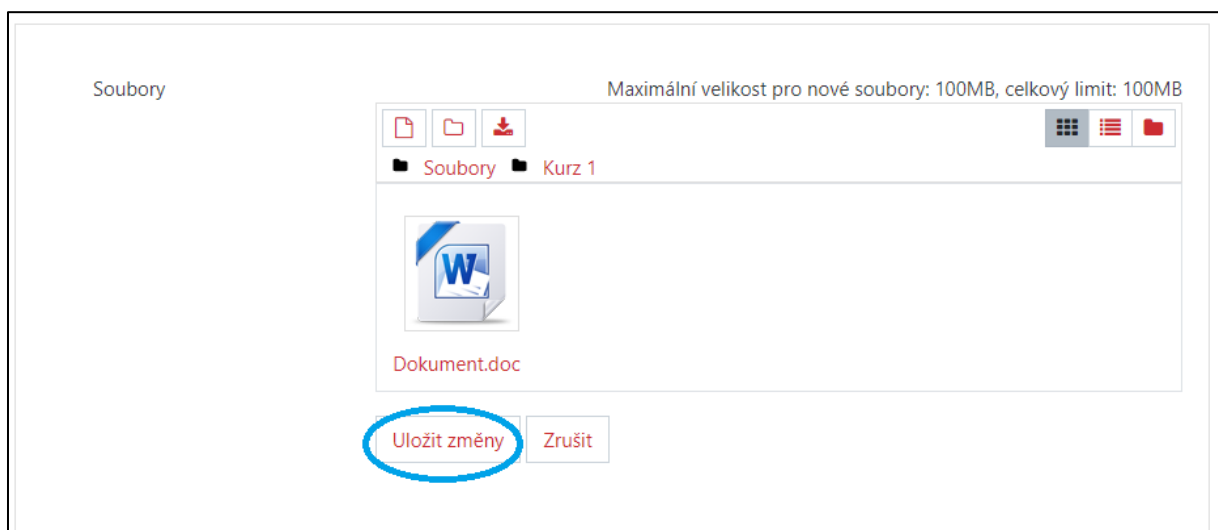 Soubory
Maximální velikost pro nové soubory: 100MB, celkový limit: 100MB
Soubory Kurz 1
W
Dokument.doc
Uložit změny Zrušit